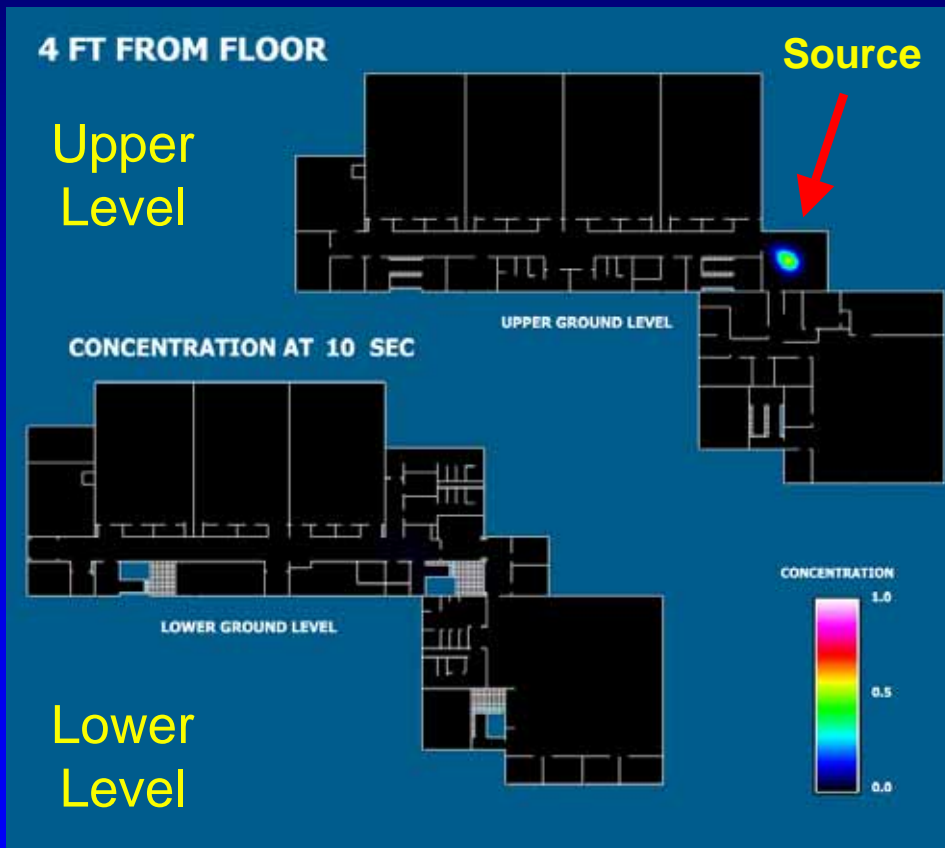 4 FT FROM FLOOR
Source
Upper
Level
UPPER GROUND LEVEL
CONCENTRATION AT 10 SEC
CONCENTRATION
1.0
0.5
0.0
LOWER GROUND LEVEL
Lower
Level